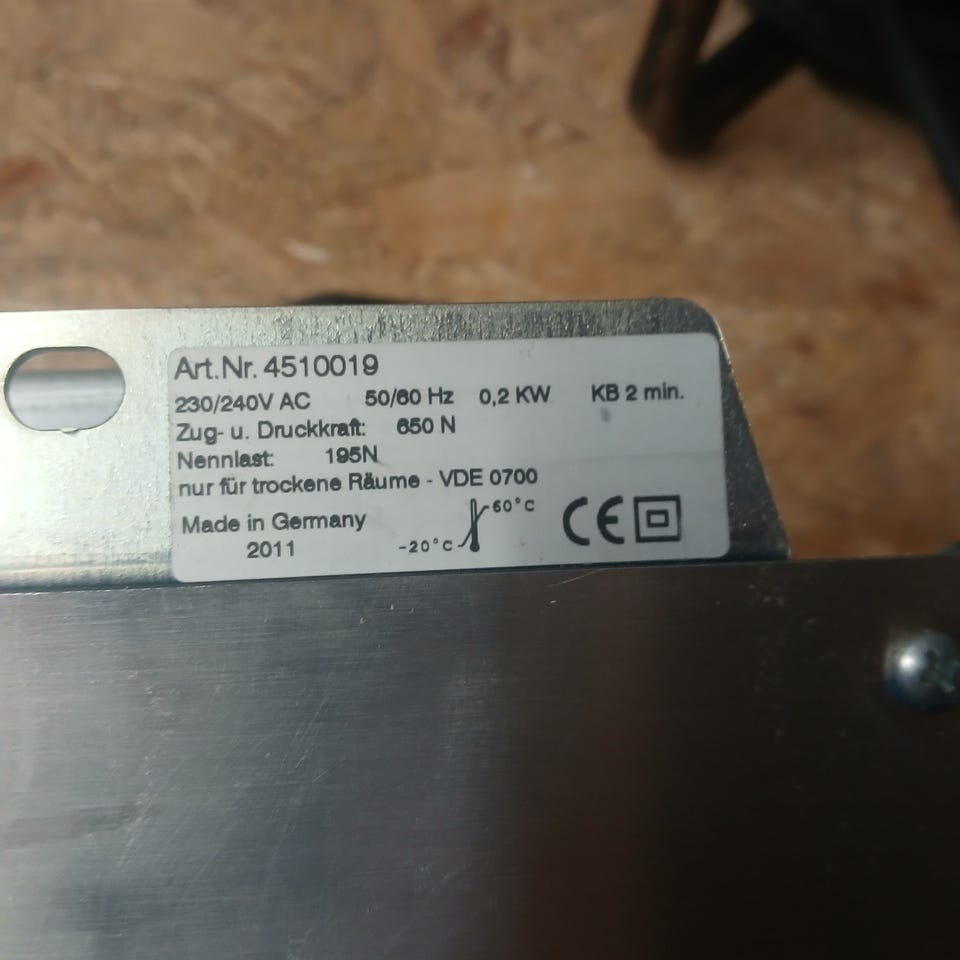 Art.Nr. 4510019
230/240V AC 50/60 Hz 0,2 KW KB 2 min.
Zug- u. Druckkraft: 650 N
Nennlast: 195N
nur für trockene Räume - VDE 0700
Made in Germany
2011
-20°C 60°C
CE